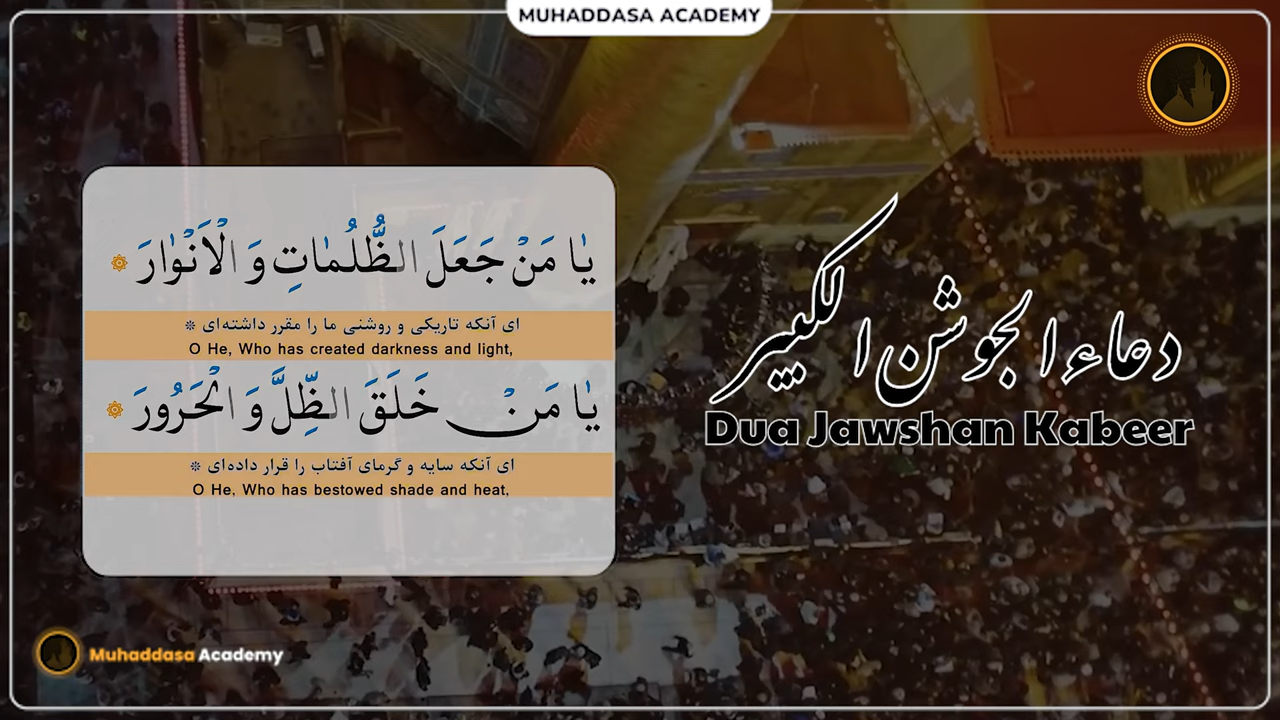 MUHADDASA ACADEMY
يٰا مَنْ جَعَلَ الظُّلُمٰاتِ وَ الْاَنْوٰارَ ۞
ای آنکه تاریکی و روشنی ما را مقرر داشته‌ای ❊
O He, Who has created darkness and light,
يٰا مَنْ خَلَقَ الظِّلَّ وَ الْحَرُورَ ۞
ای آنکه سایه و گرمای آفتاب را قرار داده‌ای ❊
O He, Who has bestowed shade and heat,
دعاء الجوشن الكبير
Dua Jawshan Kabeer
Muhaddasa Academy